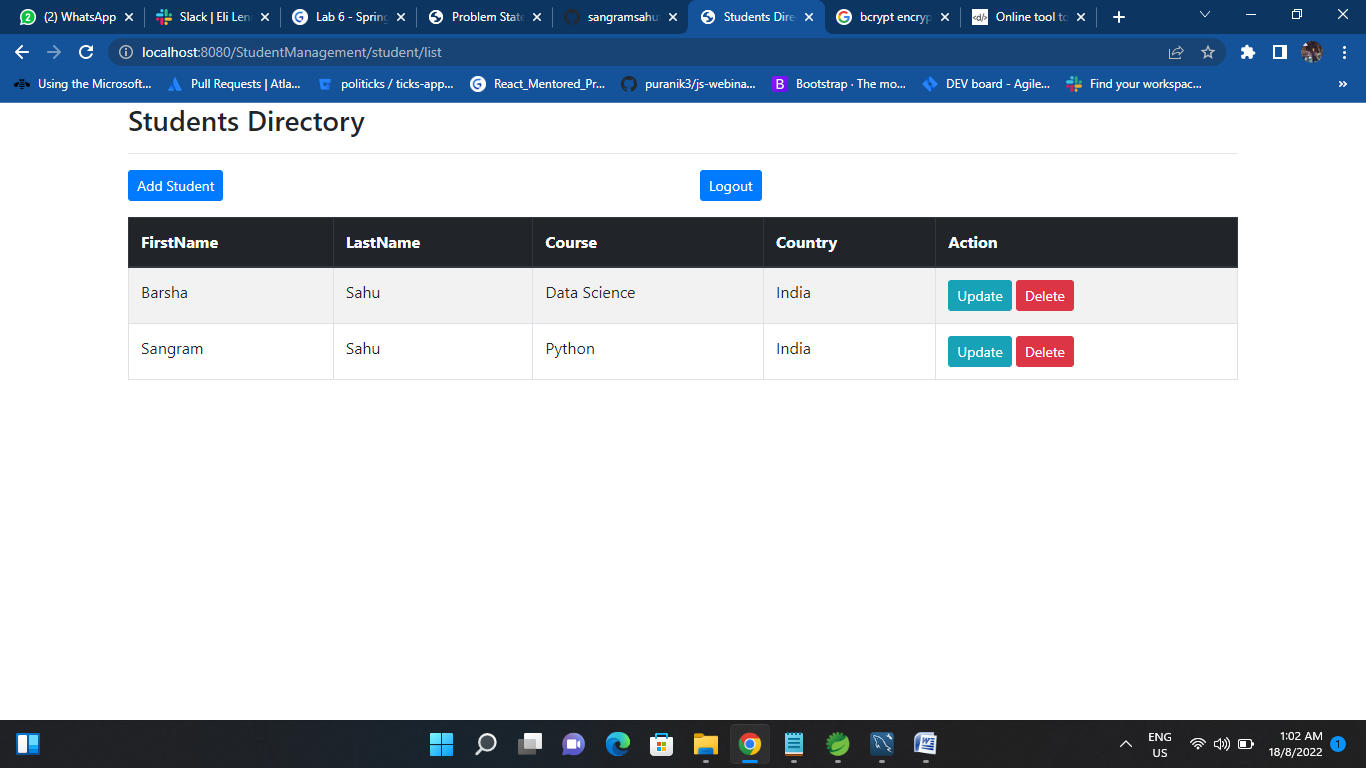 (2) WhatsApp Slack | Eli Len Lab 6 - Spring Problem State sangramsahu Students Dire bcrypt encryp Online tool to
localhost:8080/StudentManagement/student/list
Using the Microsoft... Pull Requests | Atla... politicks / ticks-app... React_Mentored_Pr... puranik3/js-webina... B Bootstrap · The mo... DEV board - Agile... Find your workspac... »
Students Directory
Add Student Logout
FirstName LastName Course Country Action
Barsha Sahu Data Science India Update Delete
Sangram Sahu Python India Update Delete
ENG 1:02 AM
US 18/8/2022 1